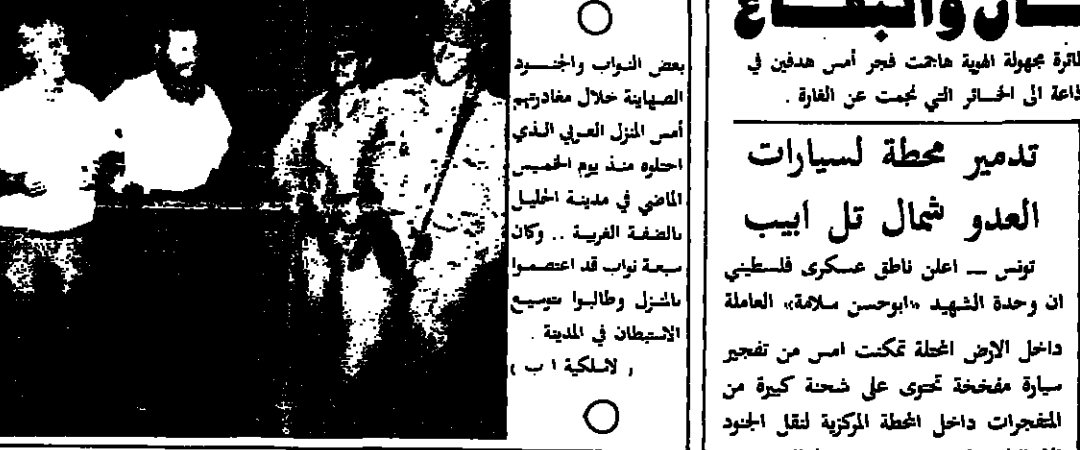 والبقاع
طائرة مجهولة الهوية هاجمت فجر أمس هدفين في
الى الخسائر التي نجمت عن الغارة .
تدمير محطة لسيارات
العدو شمال تل ابيب
تونس — اعلن ناطق عسكرى فلسطيني
ان وحدة الشهيد «ابوحسن سلامة» العاملة
داخل الارض المحتلة تمكنت امس من تفجير
سيارة مفخخة تحتوى على شحنة كبيرة من
المتفجرات داخل المحطة المركزية لنقل الجنود
بعض النواب والجنـــود
الصهاينة خلال مغادرتهم
أمس المنزل العربي الذي
احتلوه منذ يوم الخميس
الماضي في مدينة الخليل
بالضفة الغربية .. وكان
سبعة نواب قد اعتصموا
بالمنزل وطالبوا بتوسيع
الاستيطان في المدينة .
( لاسلكية ا ب )